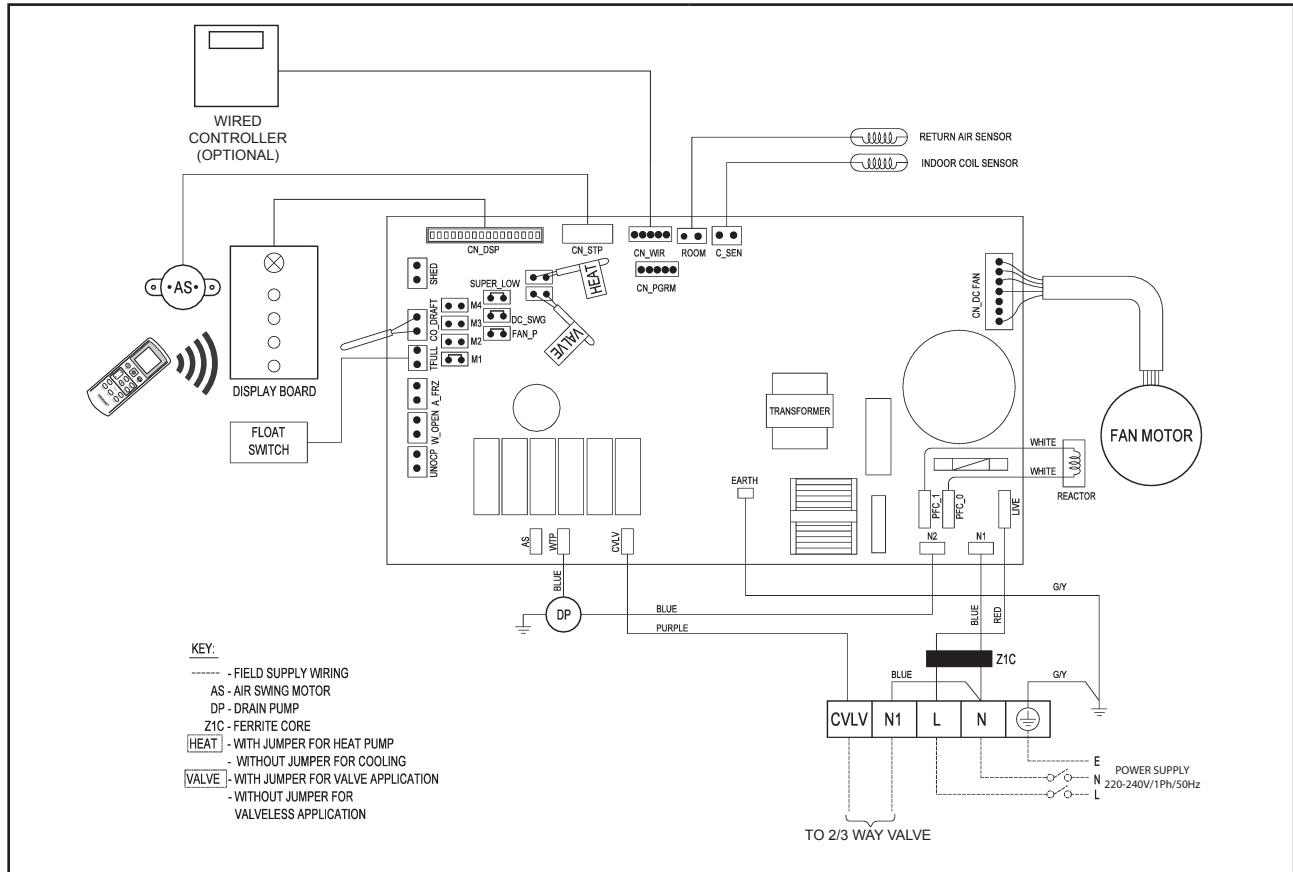 WIRED
CONTROLLER
(OPTIONAL)
RETURN AIR SENSOR
INDOOR COIL SENSOR
CN_DSP
CN_STP
CN_WIR
ROOM
C_SEN
CN_PGRM
SHED
SUPER_LOW
HEAT
VALVE
CN_DC FAN
CO_DRAFT
M4
M3
M2
M1
DC_SWG
FAN_P
TFULL
A_FRZ
W_OPEN
UNOCP
AS
DISPLAY BOARD
FLOAT
SWITCH
TRANSFORMER
FAN MOTOR
WHITE
WHITE
REACTOR
EARTH
PFC_1
PFC_0
LIVE
N2
N1
AS
WTP
CVLV
BLUE
DP
BLUE
PURPLE
BLUE
RED
G/Y
Z1C
BLUE
G/Y
CVLV
N1
L
N
E
N
L
POWER SUPPLY
220-240V/1Ph/50Hz
TO 2/3 WAY VALVE
KEY:
------ - FIELD SUPPLY WIRING
AS - AIR SWING MOTOR
DP - DRAIN PUMP
Z1C - FERRITE CORE
HEAT - WITH JUMPER FOR HEAT PUMP
- WITHOUT JUMPER FOR COOLING
VALVE - WITH JUMPER FOR VALVE APPLICATION
- WITHOUT JUMPER FOR
VALVELESS APPLICATION